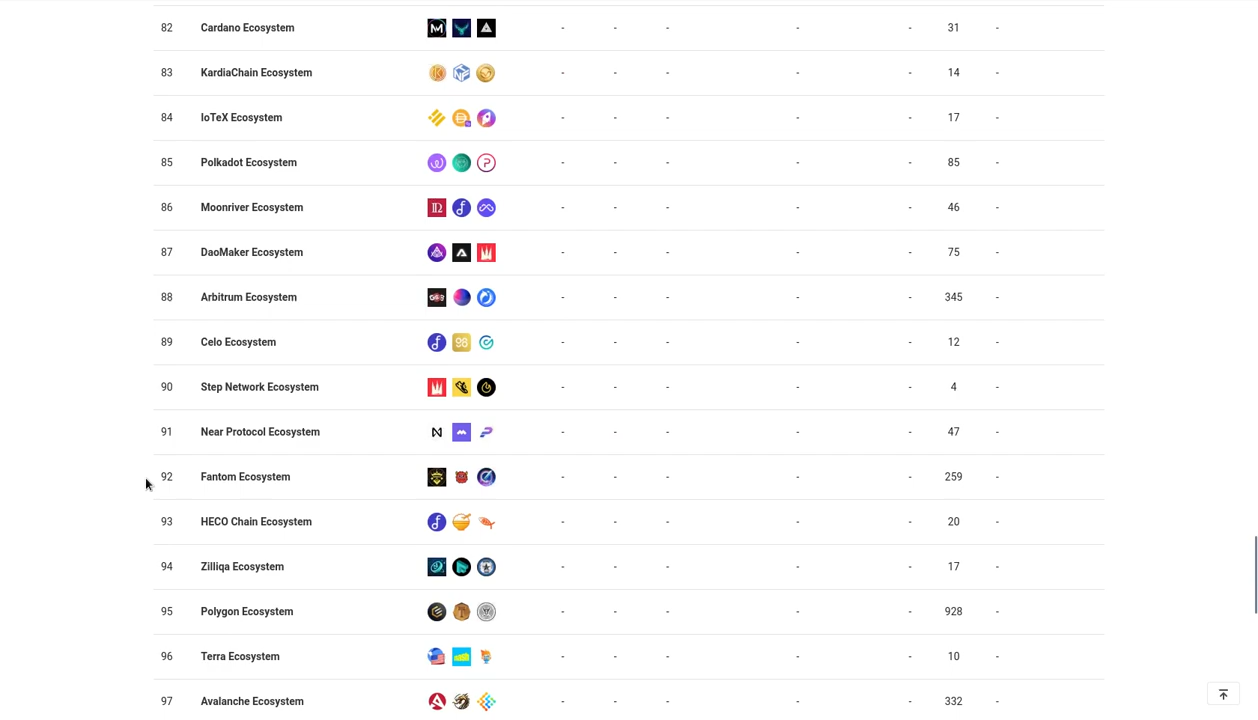 82 Cardano Ecosystem - - - - - 31 -
83 KardiaChain Ecosystem - - - - - 14 -
84 IoTeX Ecosystem - - - - - 17 -
85 Polkadot Ecosystem - - - - - 85 -
86 Moonriver Ecosystem - - - - - 46 -
87 DaoMaker Ecosystem - - - - - 75 -
88 Arbitrum Ecosystem - - - - - 345 -
89 Celo Ecosystem 98 - - - - - 12 -
90 Step Network Ecosystem - - - - - 4 -
91 Near Protocol Ecosystem - - - - - 47 -
92 Fantom Ecosystem - - - - - 259 -
93 HECO Chain Ecosystem - - - - - 20 -
94 Zilliqa Ecosystem - - - - - 17 -
95 Polygon Ecosystem - - - - - 928 -
96 Terra Ecosystem - - - - - 10 -
97 Avalanche Ecosystem - - - - - 332 -